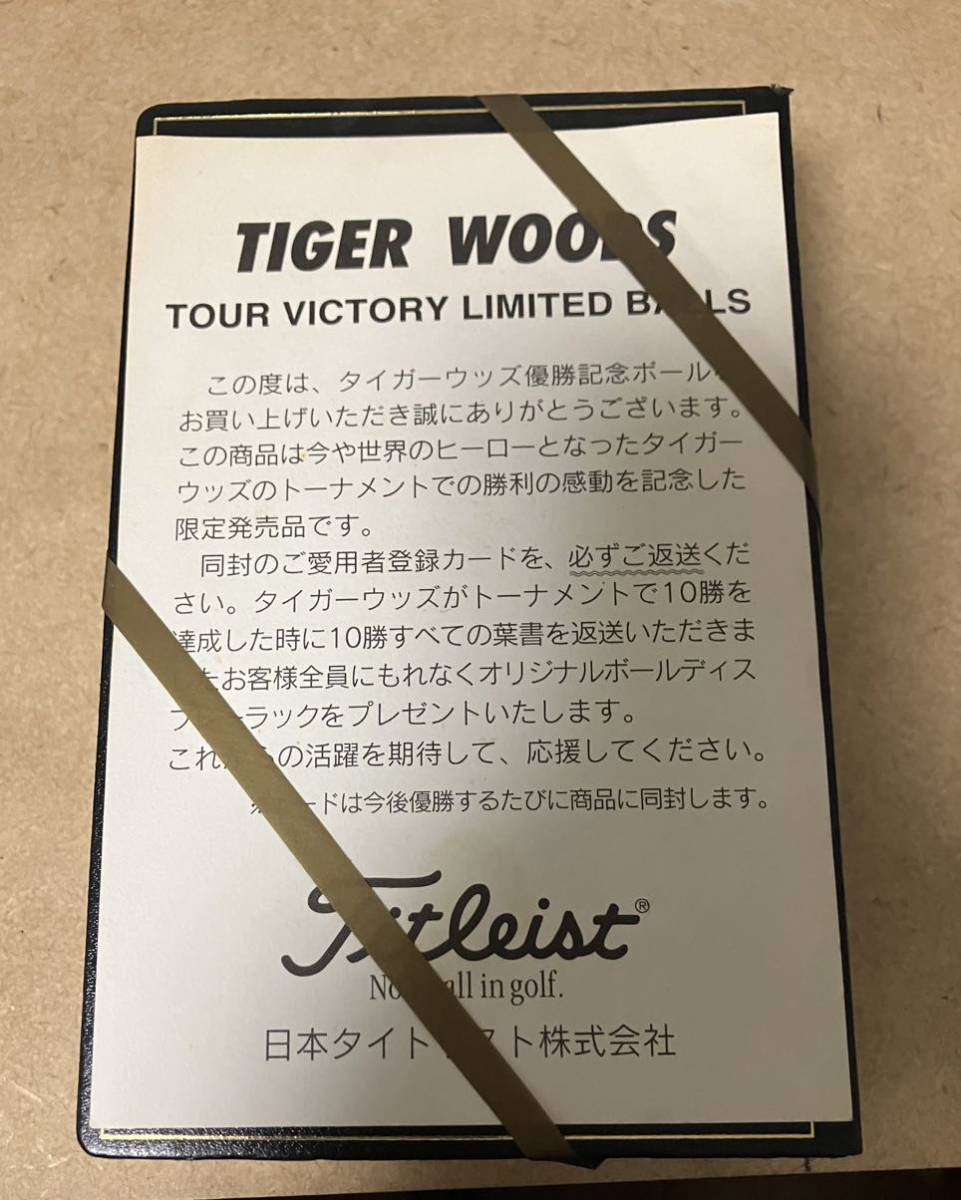 TIGER WOODS
TOUR VICTORY LIMITED BALLS
この度は、タイガーウッズ優勝記念ボール
お買い上げいただき誠にありがとうございます。
この商品は今や世界のヒーローとなったタイガー
ウッズのトーナメントでの勝利の感動を記念した
限定発売品です。
同封のご愛用者登録カードを、必ずご返送くだ
さい。タイガーウッズがトーナメントで10勝を
達成した時に10勝すべての葉書を返送いただきま
たお客様全員にもれなくオリジナルボールディス
ラックをプレゼントいたします。
これからの活躍を期待して、応援してください。
※カードは今後優勝するたびに商品に同封します。
Titleist®
No. ball in golf.
日本タイトリスト株式会社